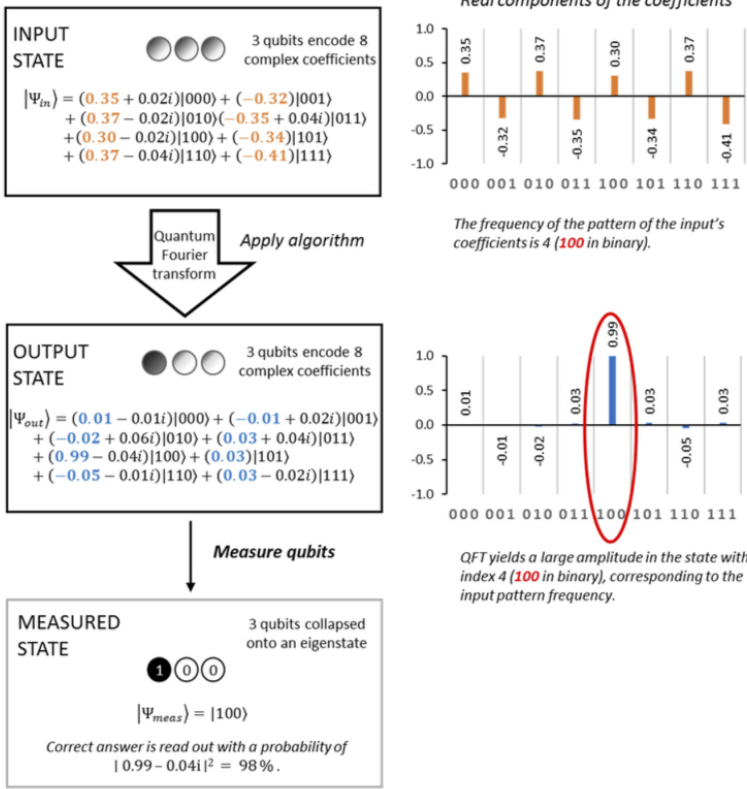 Real components of the coefficients
INPUT
STATE
3 qubits encode 8
complex coefficients
|Ψin⟩ = (0.35 + 0.02i)|000⟩ + (−0.32)|001⟩
+ (0.37 − 0.02i)|010⟩(−0.35 + 0.04i)|011⟩
+ (0.30 − 0.02i)|100⟩ + (−0.34)|101⟩
+ (0.37 − 0.04i)|110⟩ + (−0.41)|111⟩
1.0
0.5
0.0
-0.5
-1.0
0.35
-0.32
0.37
-0.35
0.30
-0.34
0.37
-0.41
000 001 010 011 100 101 110 111
The frequency of the pattern of the input's
coefficients is 4 (100 in binary).
Quantum
Fourier
transform
Apply algorithm
OUTPUT
STATE
3 qubits encode 8
complex coefficients
|Ψout⟩ = (0.01 − 0.01i)|000⟩ + (−0.01 + 0.02i)|001⟩
+ (−0.02 + 0.06i)|010⟩ + (0.03 + 0.04i)|011⟩
+ (0.99 − 0.04i)|100⟩ + (0.03)|101⟩
+ (−0.05 − 0.01i)|110⟩ + (0.03 − 0.02i)|111⟩
1.0
0.5
0.0
-0.5
-1.0
0.01
-0.01
-0.02
0.03
0.99
0.03
-0.05
0.03
000 001 010 011 100 101 110 111
QFT yields a large amplitude in the state with
index 4 (100 in binary), corresponding to the
input pattern frequency.
Measure qubits
MEASURED
STATE
3 qubits collapsed
onto an eigenstate
1 0 0
|Ψmeas⟩ = |100⟩
Correct answer is read out with a probability of
| 0.99 – 0.04i |² = 98%.